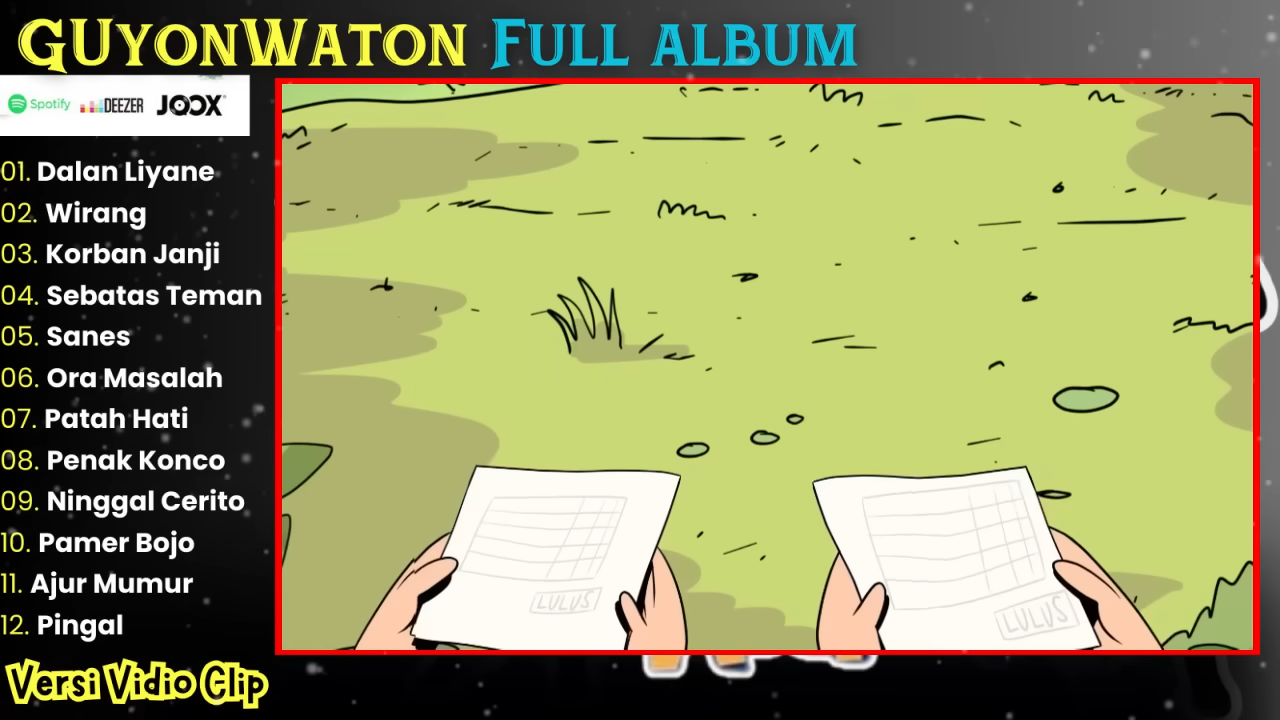 GUYONWATON FULL ALBUM
Spotify DEEZER JOOX
01. Dalan Liyane
02. Wirang
03. Korban Janji
04. Sebatas Teman
05. Sanes
06. Ora Masalah
07. Patah Hati
08. Penak Konco
09. Ninggal Cerito
10. Pamer Bojo
11. Ajur Mumur
12. Pingal
Versi Vidio Clip
LULUS
LULUS